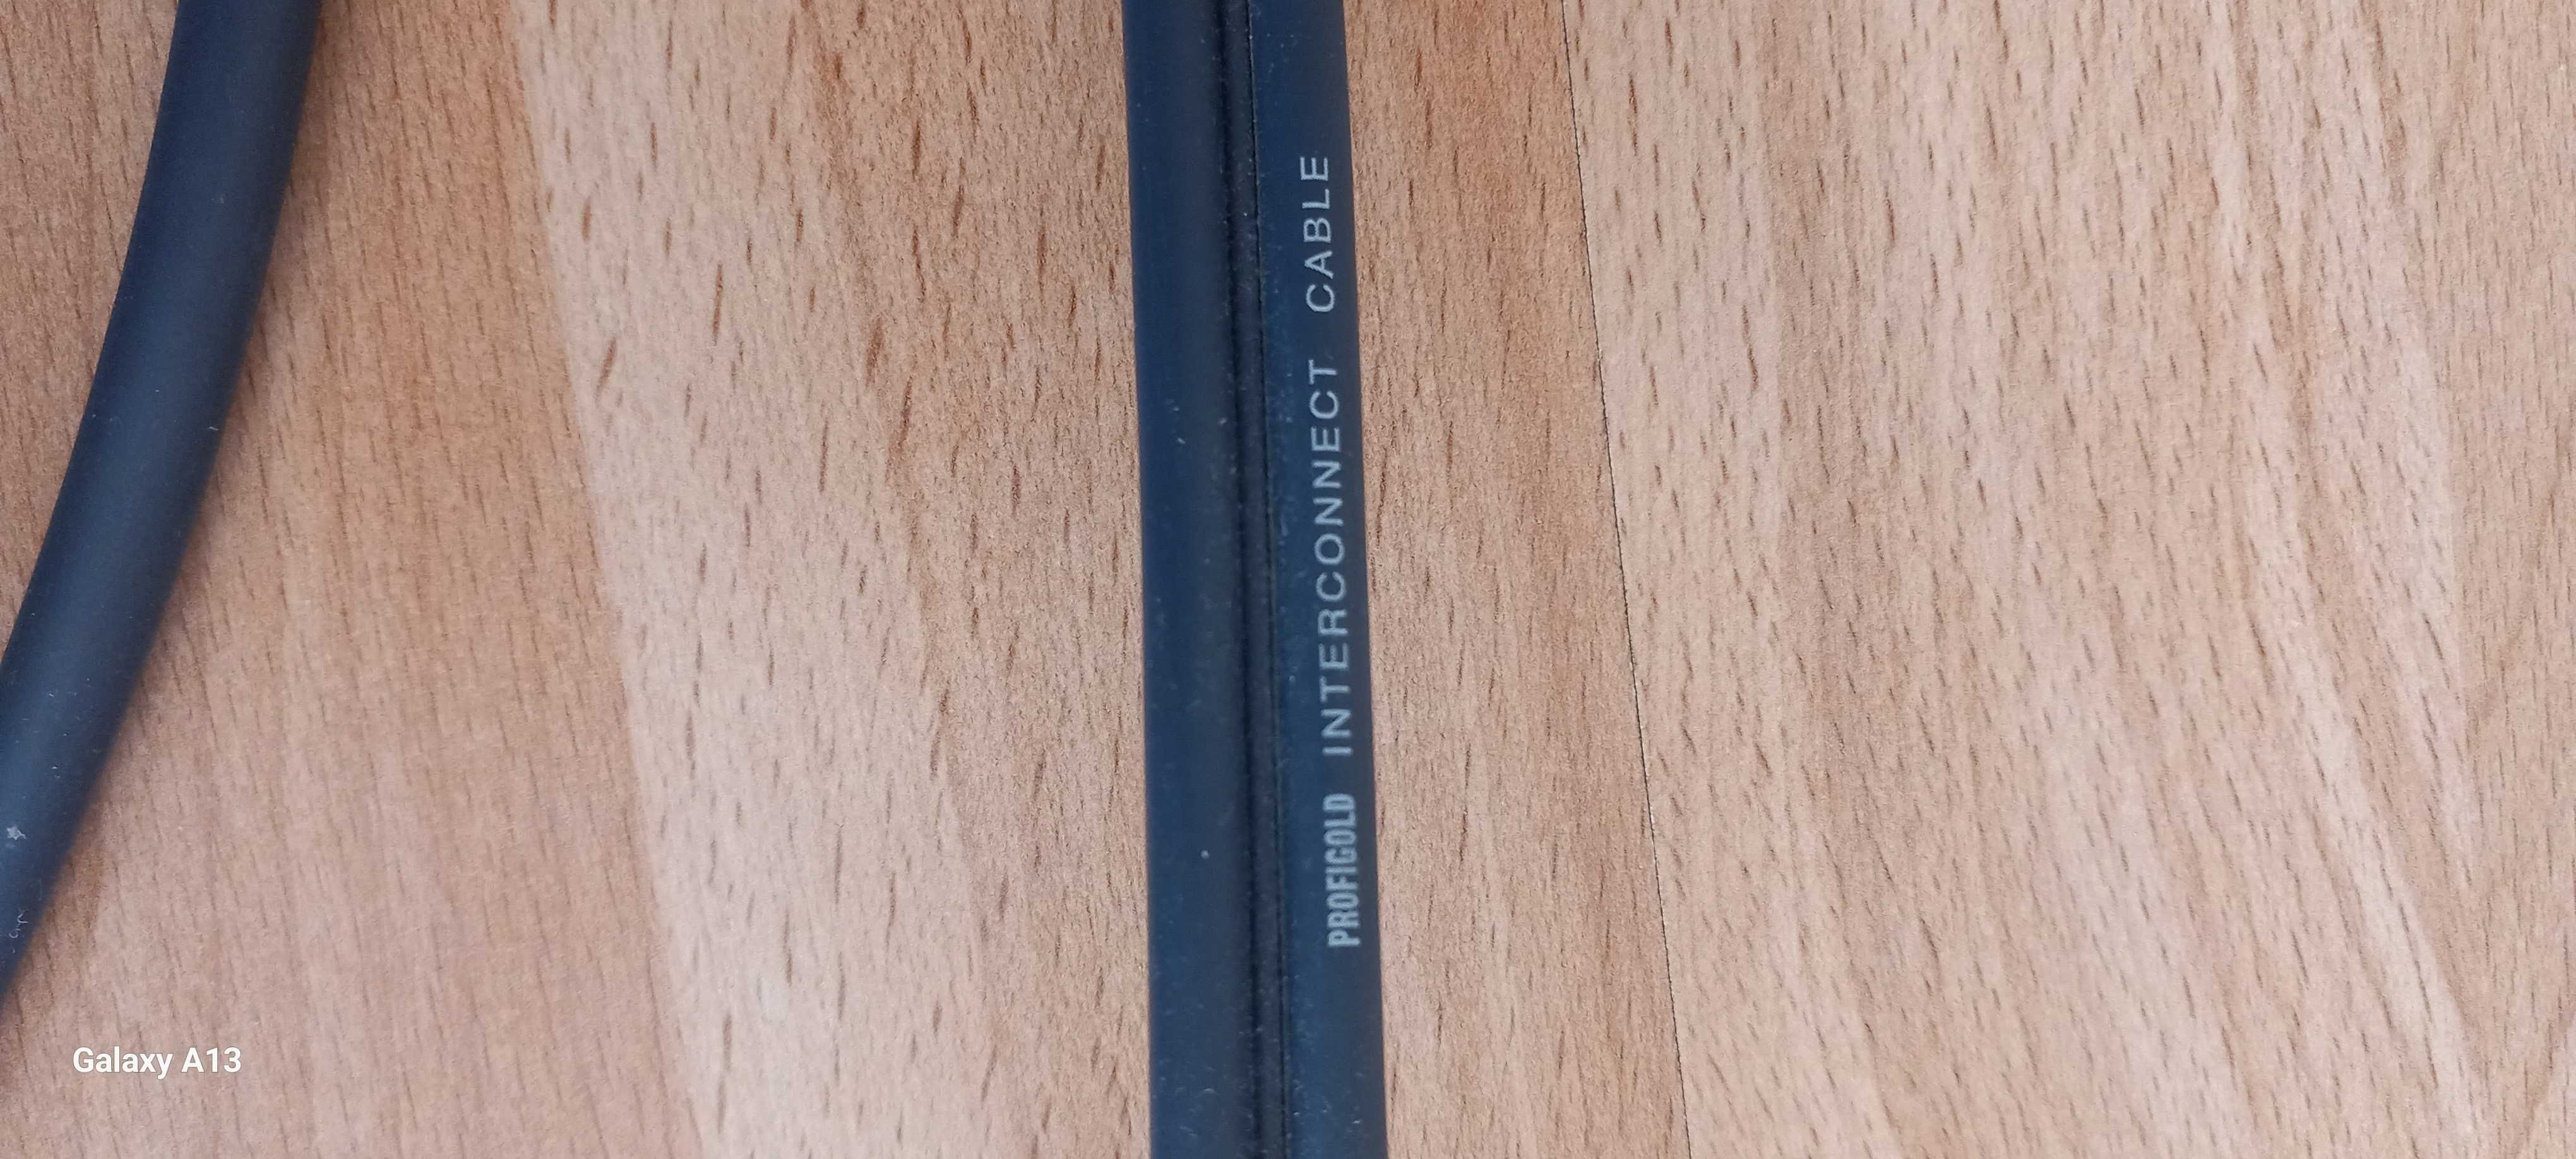 PROFIGOLD INTERCONNECT CABLE
Galaxy A13